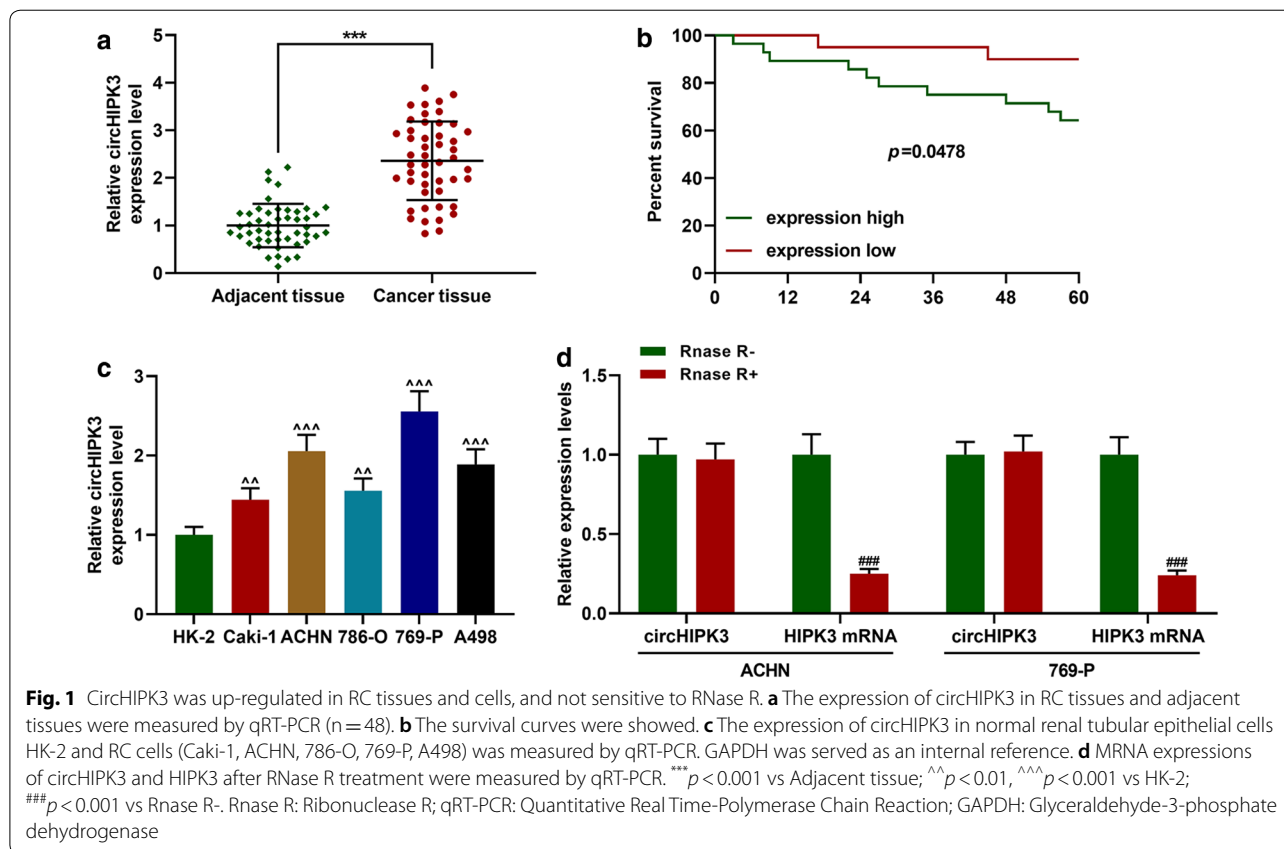 a
Relative circHIPK3
expression level
5
4
3
2
1
0
***
Adjacent tissue
Cancer tissue
b
Percent survival
100
80
60
40
20
0
p=0.0478
expression high
expression low
0 12 24 36 48 60
c
Relative circHIPK3
expression level
3
2
1
0
^^ ^^^ ^^ ^^^ ^^^
HK-2 Caki-1 ACHN 786-O 769-P A498
d
Rnase R-
Rnase R+
Relative expression levels
1.5
1.0
0.5
0.0
### ###
circHIPK3 HIPK3 mRNA circHIPK3 HIPK3 mRNA
ACHN 769-P
Fig. 1 CircHIPK3 was up-regulated in RC tissues and cells, and not sensitive to RNase R. a The expression of circHIPK3 in RC tissues and adjacent
tissues were measured by qRT-PCR (n = 48). b The survival curves were showed. c The expression of circHIPK3 in normal renal tubular epithelial cells
HK-2 and RC cells (Caki-1, ACHN, 786-O, 769-P, A498) was measured by qRT-PCR. GAPDH was served as an internal reference. d MRNA expressions
of circHIPK3 and HIPK3 after RNase R treatment were measured by qRT-PCR. ***p < 0.001 vs Adjacent tissue; ^^p < 0.01, ^^^p < 0.001 vs HK-2;
###p < 0.001 vs Rnase R-. Rnase R: Ribonuclease R; qRT-PCR: Quantitative Real Time-Polymerase Chain Reaction; GAPDH: Glyceraldehyde-3-phosphate
dehydrogenase